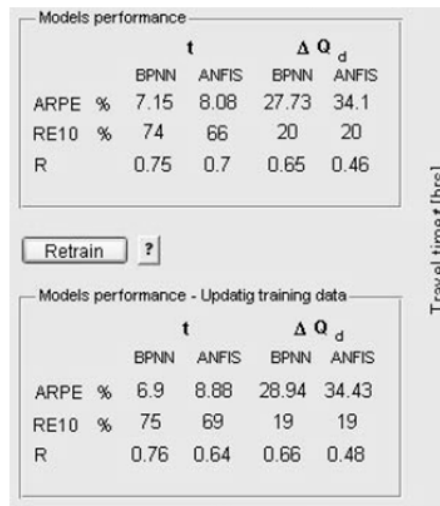 Models performance
t Δ Q d
BPNN ANFIS BPNN ANFIS
ARPE % 7.15 8.08 27.73 34.1
RE10 % 74 66 20 20
R 0.75 0.7 0.65 0.46
Retrain ?
Models performance - Updatig training data
t Δ Q d
BPNN ANFIS BPNN ANFIS
ARPE % 6.9 8.88 28.94 34.43
RE10 % 75 69 19 19
R 0.76 0.64 0.66 0.48
Travel time t [hrs]